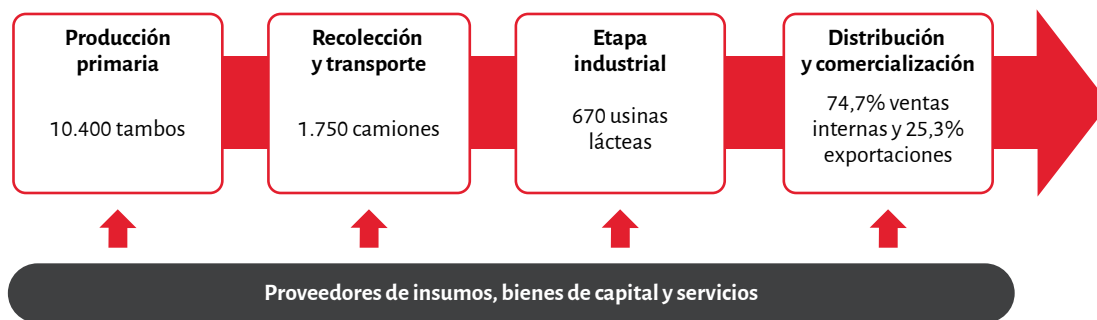 Producción
primaria
10.400 tambos
Recolección
y transporte
1.750 camiones
Etapa
industrial
670 usinas
lácteas
Distribución
y comercialización
74,7% ventas
internas y 25,3%
exportaciones
Proveedores de insumos, bienes de capital y servicios